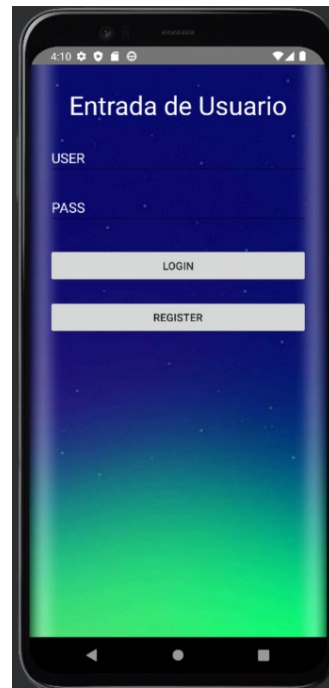 4:10
Entrada de Usuario
USER
PASS
LOGIN
REGISTER